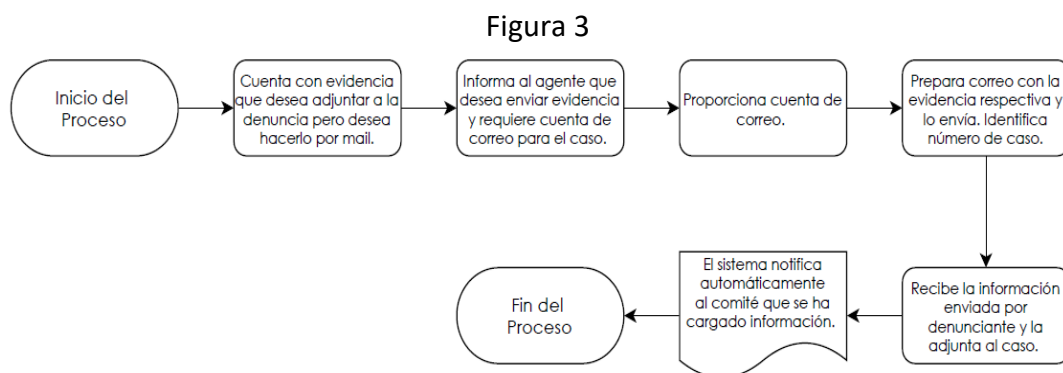 Figura 3
Inicio del
Proceso
Cuenta con evidencia
que desea adjuntar a la
denuncia pero desea
hacerlo por mail.
Informa al agente que
desea enviar evidencia
y requiere cuenta de
correo para el caso.
Proporciona cuenta de
correo.
Prepara correo con la
evidencia respectiva y
lo envía. Identifica
número de caso.
Recibe la información
enviada por
denunciante y la
adjunta al caso.
El sistema notifica
automáticamente
al comité que se ha
cargado información.
Fin del
Proceso